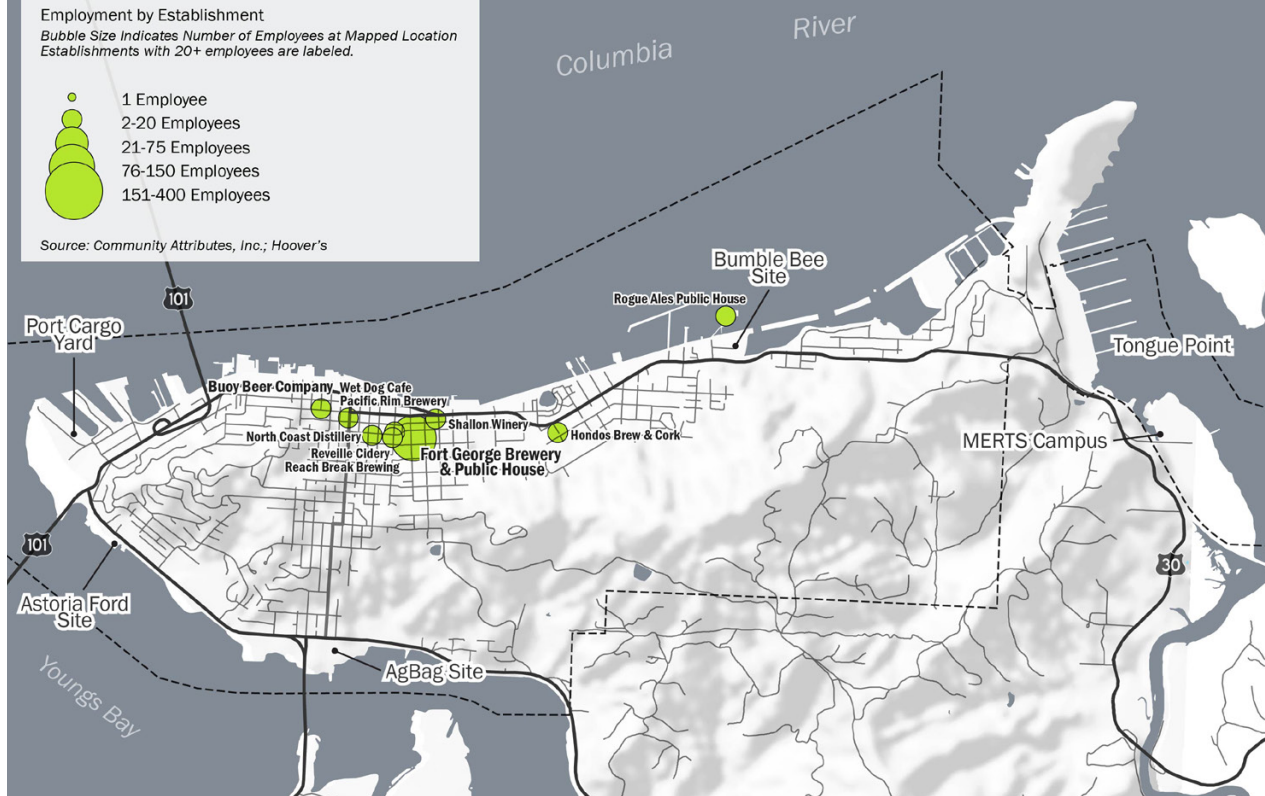 Employment by Establishment
Bubble Size Indicates Number of Employees at Mapped Location
Establishments with 20+ employees are labeled.
1 Employee
2-20 Employees
21-75 Employees
76-150 Employees
151-400 Employees
Source: Community Attributes, Inc.; Hoover's
Columbia
River
101
Port Cargo
Yard
Bumble Bee
Site
Rogue Ales Public House
Tongue Point
Buoy Beer Company
Wet Dog Cafe
Pacific Rim Brewery
Shallon Winery
North Coast Distillery
Hondos Brew & Cork
Reveille Cidery
Reach Break Brewing
Fort George Brewery
& Public House
MERTS Campus
101
30
Astoria Ford
Site
AgBag Site
Youngs Bay